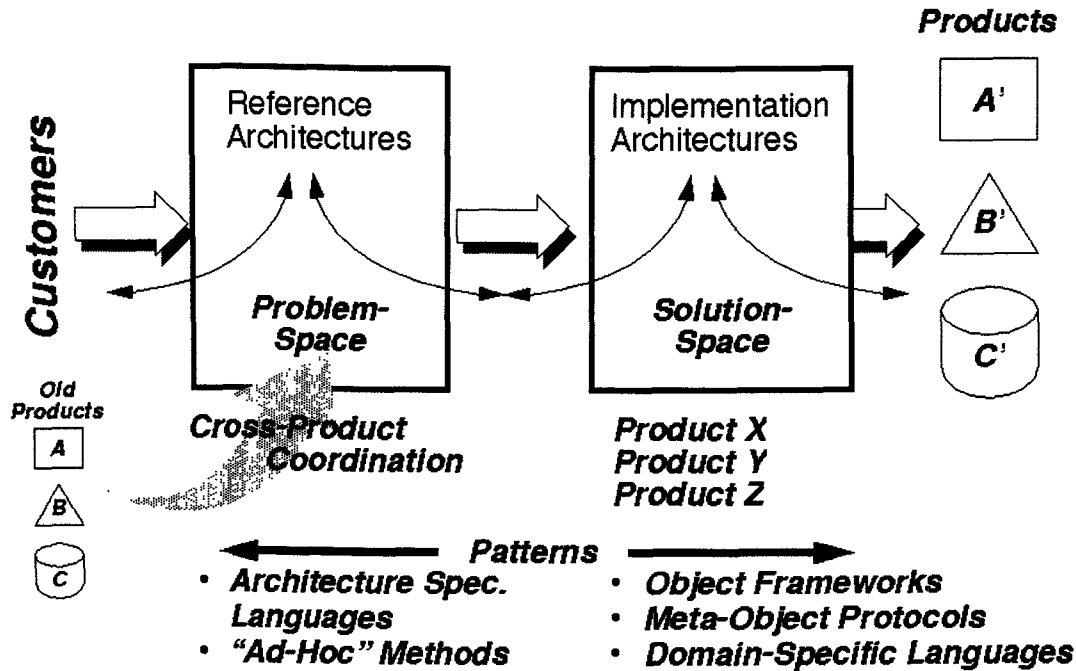 Products
Customers
Reference
Architectures
Problem-
Space
Implementation
Architectures
Solution-
Space
A'
B'
C'
Old
Products
A
B
C
Cross-Product
Coordination
Product X
Product Y
Product Z
Patterns
• Architecture Spec.
Languages
• “Ad-Hoc” Methods
• Object Frameworks
• Meta-Object Protocols
• Domain-Specific Languages